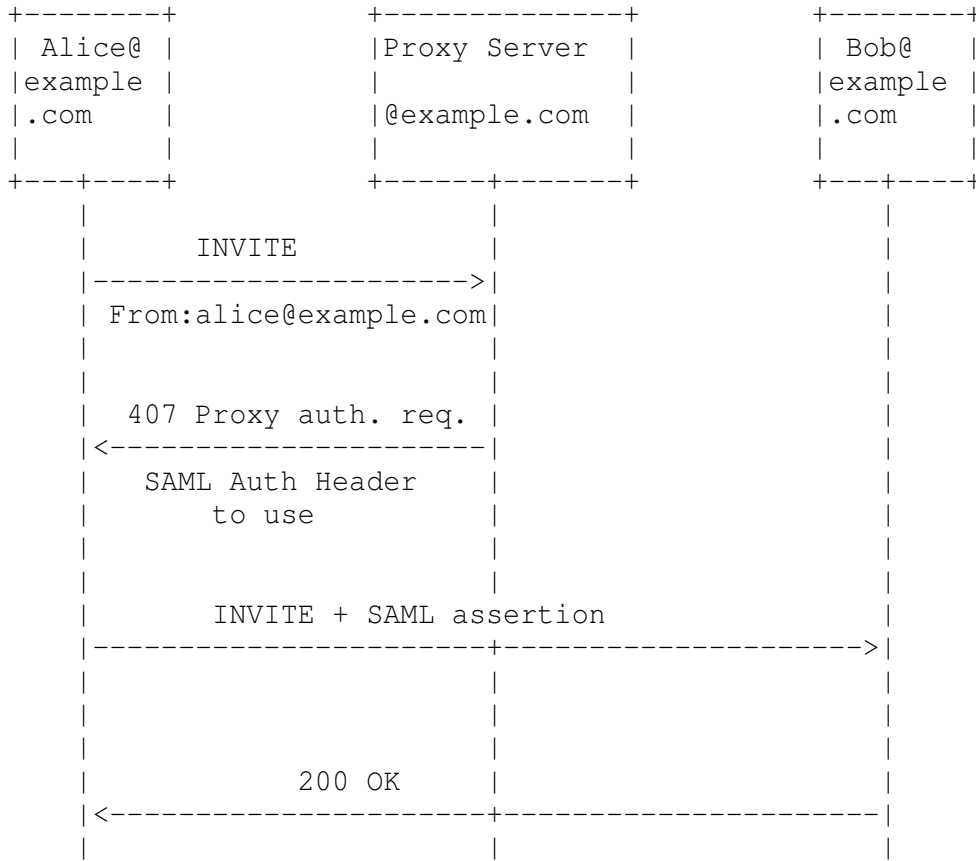 Alice@ Proxy Server Bob@
example example
.com @example.com .com
INVITE
From:alice@example.com
407 Proxy auth. req.
SAML Auth Header
to use
INVITE + SAML assertion
200 OK